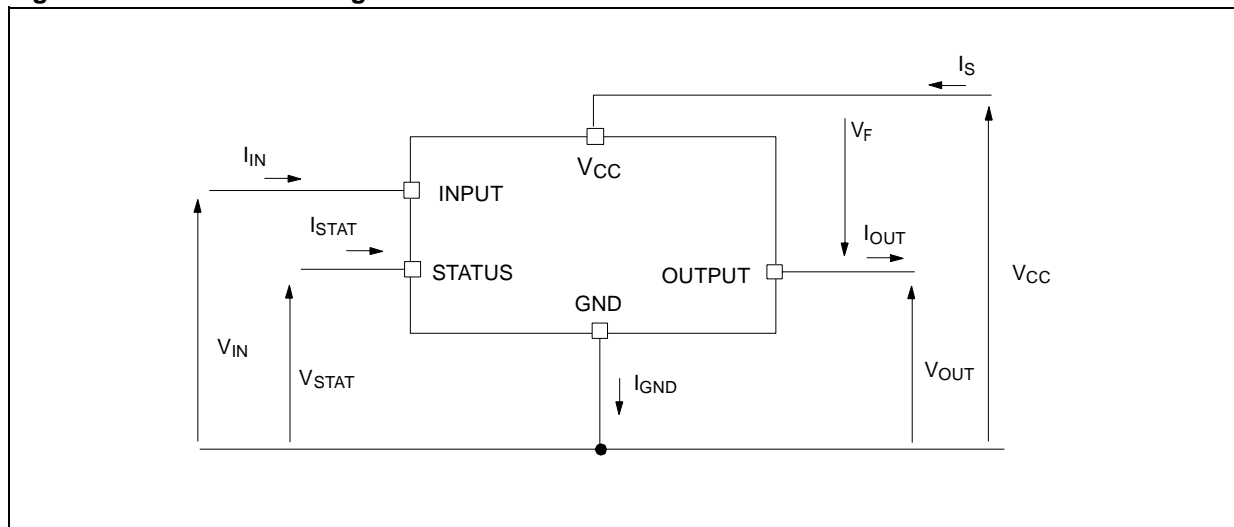 I_S
V_F
V_CC
I_IN
INPUT
I_STAT
I_OUT
STATUS
OUTPUT
V_CC
GND
V_IN
V_STAT
I_GND
V_OUT